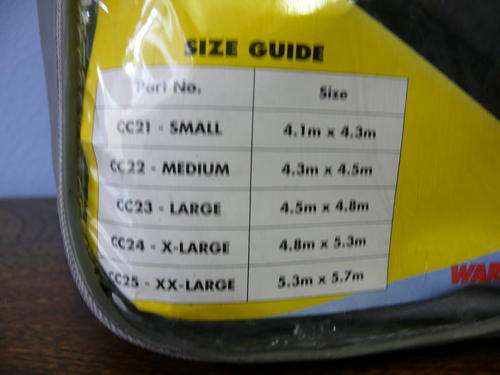 SIZE GUIDE
Part No. Size
CC21 - SMALL 4.1m x 4.3m
CC22 - MEDIUM 4.3m x 4.5m
CC23 - LARGE 4.5m x 4.8m
CC24 - X-LARGE 4.8m x 5.3m
CC25 - XX-LARGE 5.3m x 5.7m
WAR